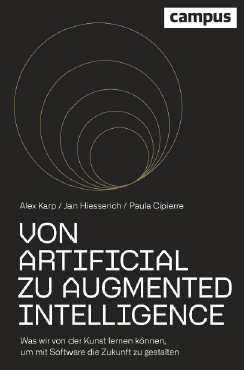 campus
Alex Karp / Jan Hiesserich / Paula Cipierre
VON
ARTIFICIAL
ZU AUGMENTED
INTELLIGENCE
Was wir von der Kunst lernen können,
um mit Software die Zukunft zu gestalten